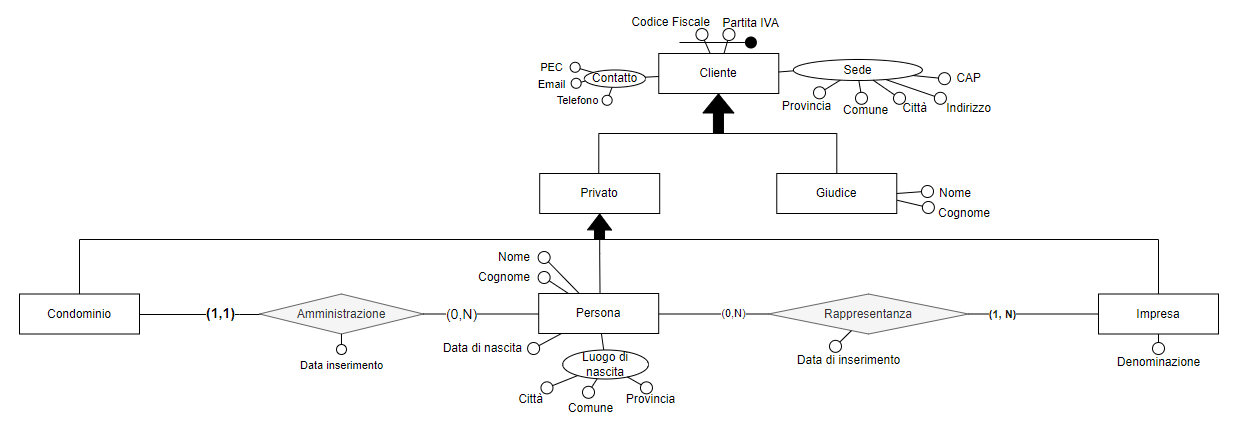 Codice Fiscale
Partita IVA
PEC
Email
Telefono
Contatto
Cliente
Sede
CAP
Provincia
Comune
Città
Indirizzo
Privato
Giudice
Nome
Cognome
Nome
Cognome
Condominio
(1,1)
Amministrazione
(0,N)
Persona
(0,N)
Rappresentanza
(1, N)
Impresa
Data inserimento
Data di nascita
Luogo di
nascita
Data di inserimento
Denominazione
Città
Comune
Provincia